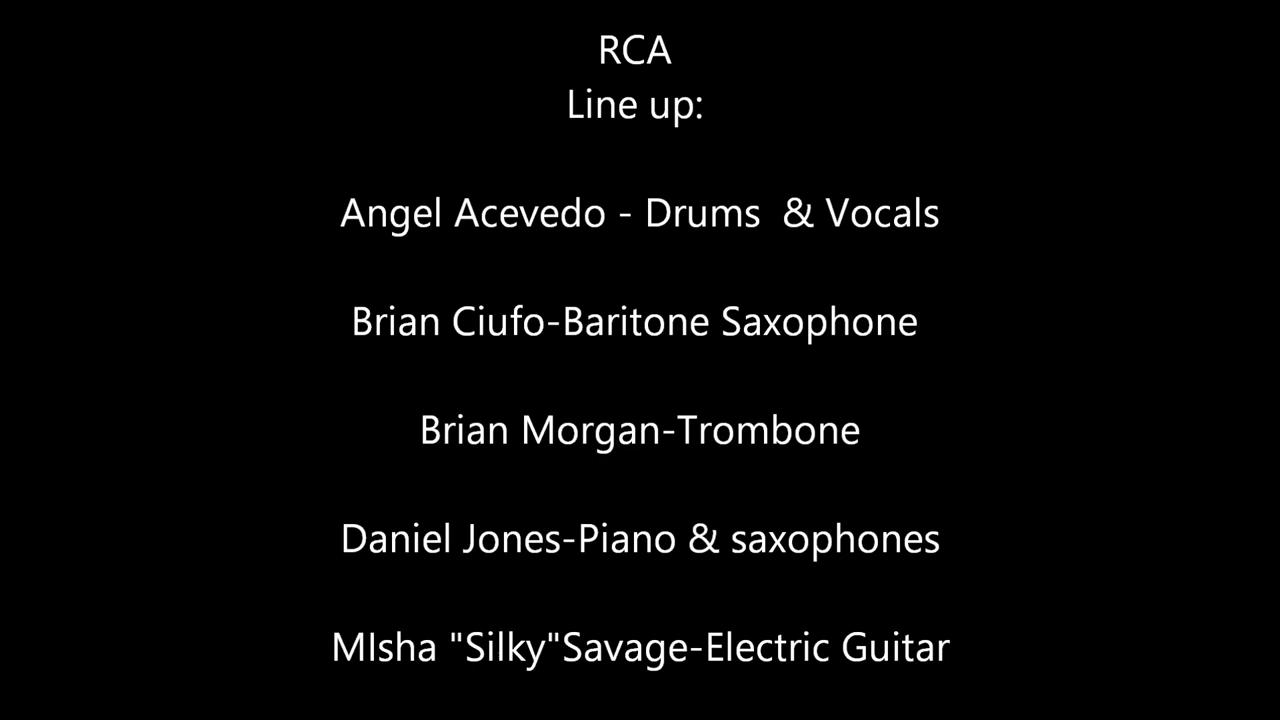 RCA
Line up:
Angel Acevedo - Drums  & Vocals
Brian Ciufo-Baritone Saxophone
Brian Morgan-Trombone
Daniel Jones-Piano & saxophones
MIsha "Silky"Savage-Electric Guitar